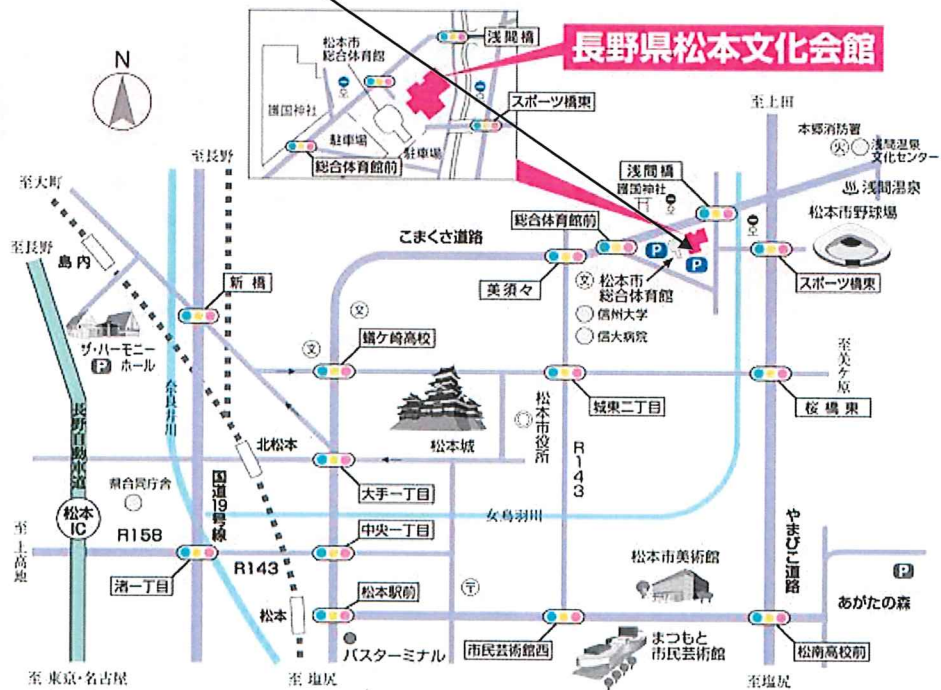 長野県松本文化会館
浅間橋
松本市
総合体育館
護国神社
スポーツ橋東
駐車場
駐車場
総合体育館前
N
至長野
至大町
至長野
島内
新橋
ザ・ハーモニー
ホール
P
奈良井川
長野自動車道
松本
IC
至上高地
県合同庁舎
R158
国道19号線
渚一丁目
R143
北松本
松本
至 東京・名古屋
至 塩尻
こまくさ道路
文
文
蟻ケ崎高校
松本城
大手一丁目
中央一丁目
松本駅前
バスターミナル
〒
女鳥羽川
松本市役所
R143
美須々
総合体育館前
護国神社
浅間橋
P
P
文
松本市
総合体育館
信州大学
信大病院
城東二丁目
至上田
本郷消防署
火
浅間温泉
文化センター
浅間温泉
松本市野球場
スポーツ橋東
至美ケ原
桜橋東
やまびこ道路
松本市美術館
まつもと
市民芸術館
市民芸術館西
松南高校前
あがたの森
P
至塩尻